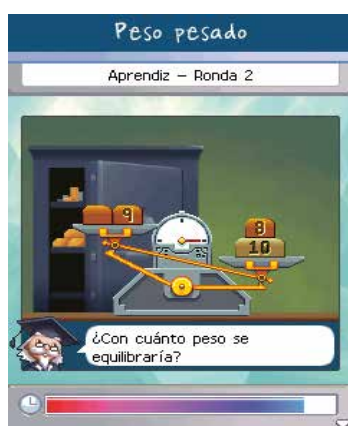 Peso pesado
Aprendiz – Ronda 2
9
8
10
¿Con cuánto peso se
equilibraría?